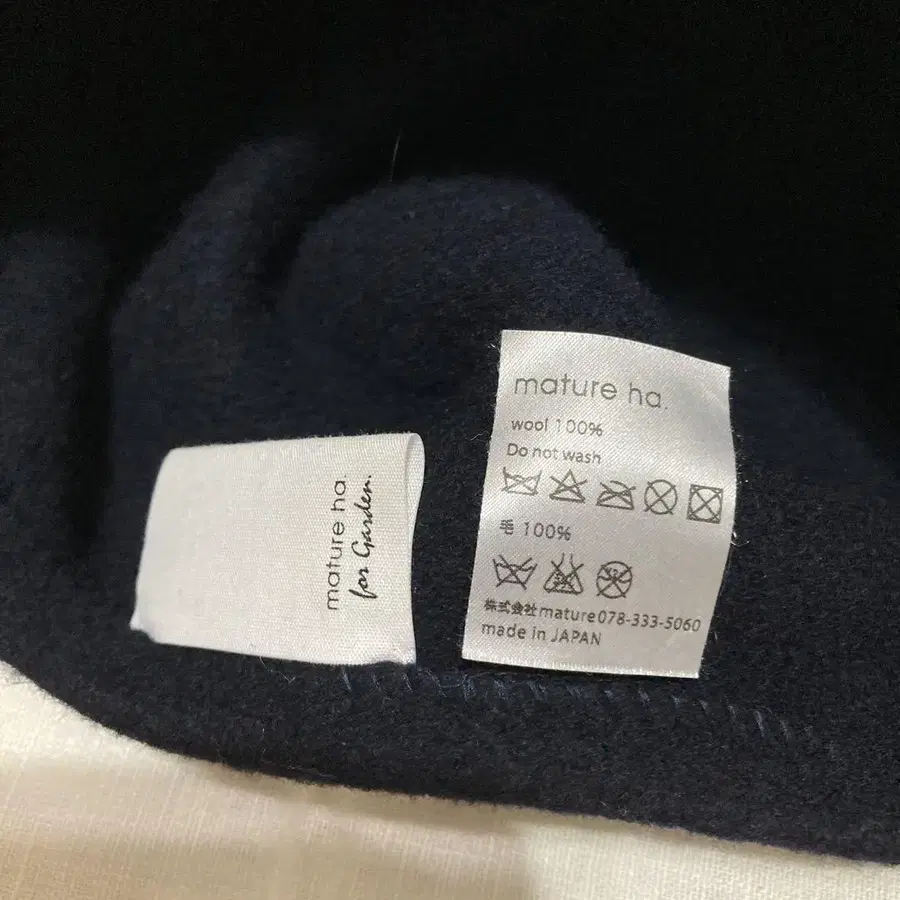 mature ha.
for Garden.
mature ha.
wool 100%
Do not wash
毛 100%
株式会社mature078-333-5060
made in JAPAN